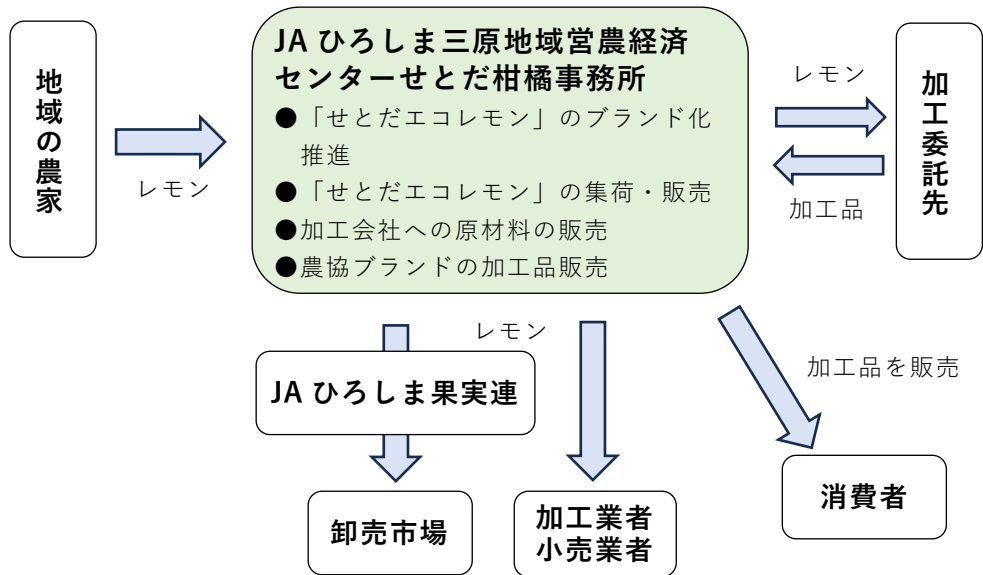 地域の農家
レモン
JAひろしま三原地域営農経済
センターせとだ柑橘事務所
●「せとだエコレモン」のブランド化
推進
●「せとだエコレモン」の集荷・販売
●加工会社への原材料の販売
●農協ブランドの加工品販売
レモン
加工品
加工委託先
レモン
JAひろしま果実連
加工品を販売
卸売市場
加工業者
小売業者
消費者